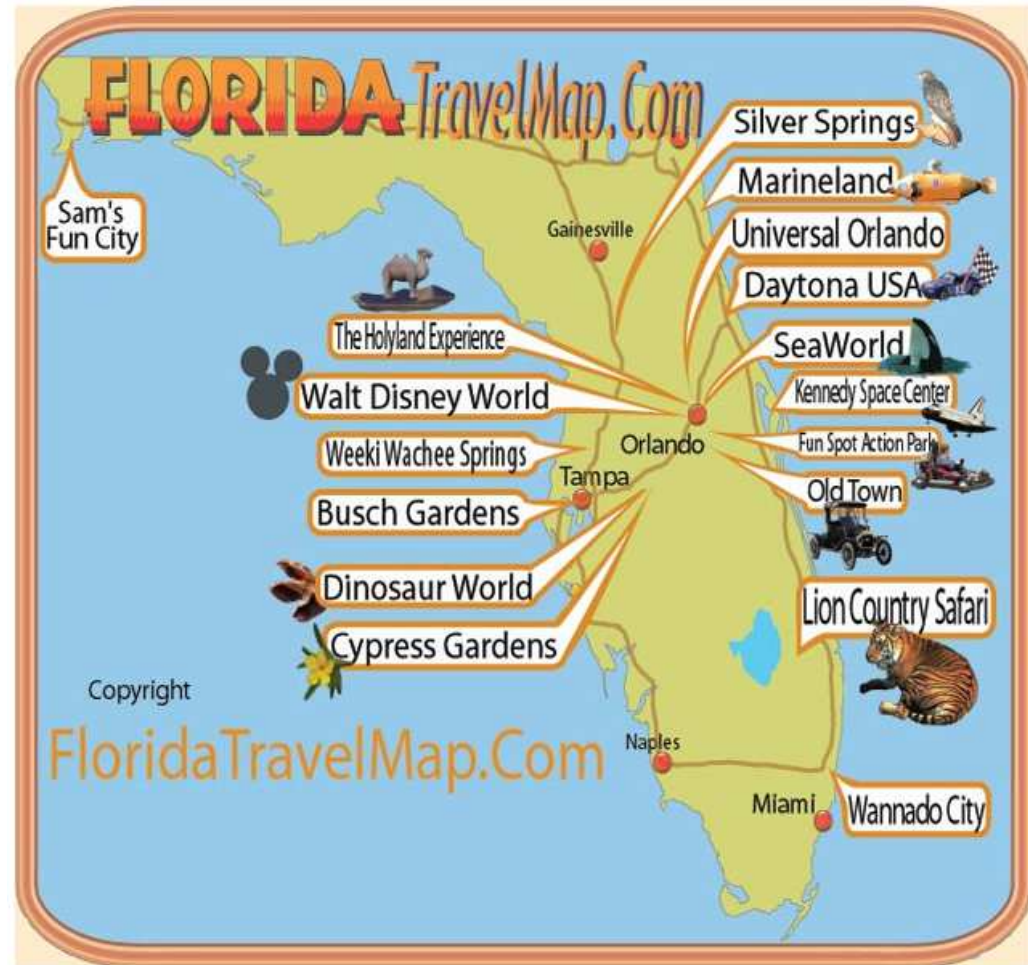 FLORIDA TravelMap.Com
Silver Springs
Marineland
Sam's
Fun City
Gainesville
Universal Orlando
Daytona USA
The Holyland Experience
SeaWorld
Walt Disney World
Kennedy Space Center
Orlando
Fun Spot Action Park
Weeki Wachee Springs
Tampa
Old Town
Busch Gardens
Dinosaur World
Lion Country Safari
Cypress Gardens
Copyright
FloridaTravelMap.Com
Naples
Miami
Wannado City